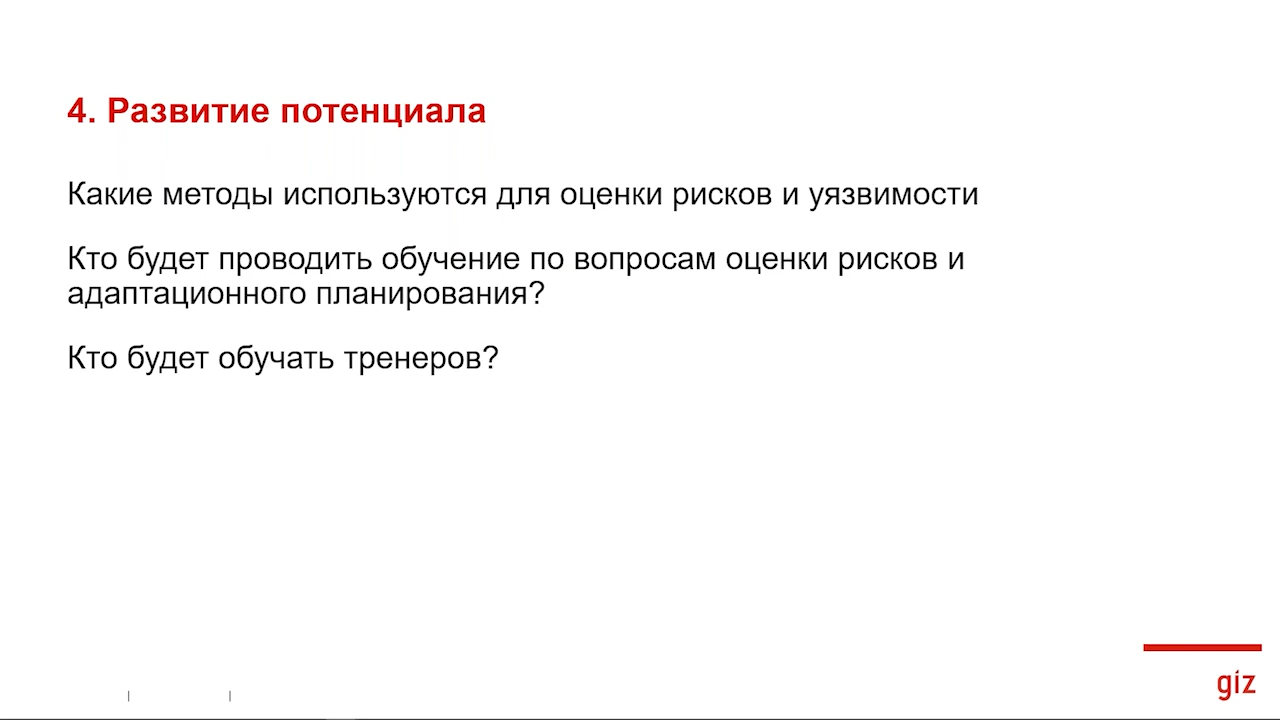 4. Развитие потенциала
Какие методы используются для оценки рисков и уязвимости
Кто будет проводить обучение по вопросам оценки рисков и
адаптационного планирования?
Кто будет обучать тренеров?
giz